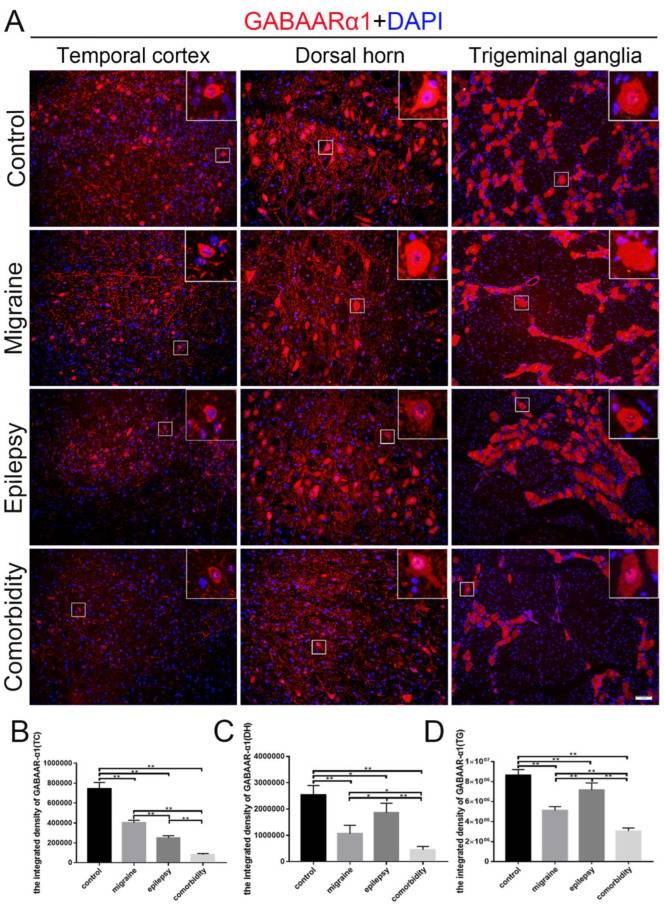 A
GABAARα1+DAPI
Temporal cortex Dorsal horn Trigeminal ganglia
Control
Migraine
Epilepsy
Comorbidity
B
the integrated density of GABAAR-α1(TC)
1000000
800000
600000
400000
200000
0
** ** ** ** ** **
control migraine epilepsy comorbidity
C
the integrated density of GABAAR-α1(DH)
4000000
3000000
2000000
1000000
0
** * ** * * **
control migraine epilepsy comorbidity
D
the integrated density of GABAAR-α1(TG)
1×10⁰⁷
8×10⁰⁶
6×10⁰⁶
4×10⁰⁶
2×10⁰⁶
0
** ** ** ** ** **
control migraine epilepsy comorbidity